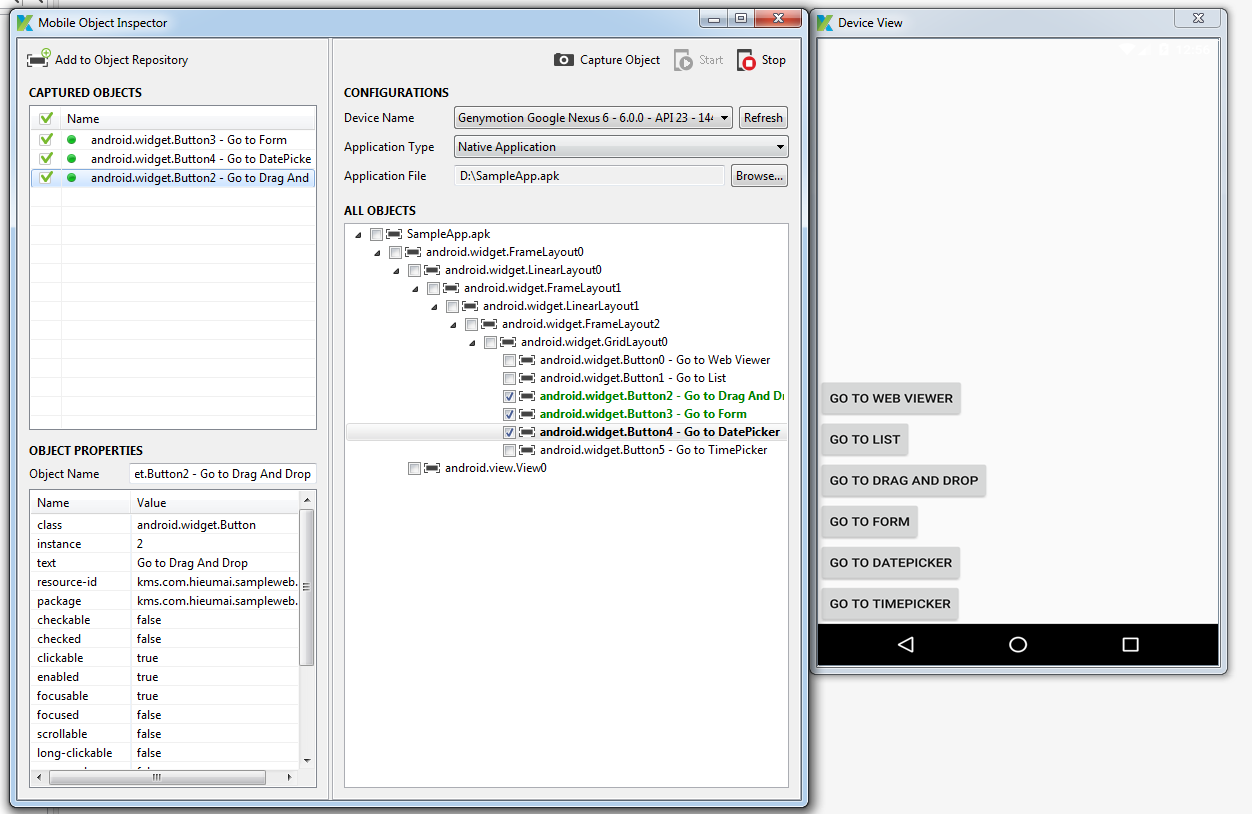 Mobile Object Inspector
Add to Object Repository
CAPTURED OBJECTS
Name
android.widget.Button3 - Go to Form
android.widget.Button4 - Go to DatePicke
android.widget.Button2 - Go to Drag And
OBJECT PROPERTIES
Object Name et.Button2 - Go to Drag And Drop
Name Value
class android.widget.Button
instance 2
text Go to Drag And Drop
resource-id kms.com.hieumai.sampleweb.
package kms.com.hieumai.sampleweb.
checkable false
checked false
clickable true
enabled true
focusable true
focused false
scrollable false
long-clickable false
Capture Object Start Stop
CONFIGURATIONS
Device Name Genymotion Google Nexus 6 - 6.0.0 - API 23 - 144 Refresh
Application Type Native Application
Application File D:\SampleApp.apk Browse...
ALL OBJECTS
SampleApp.apk
android.widget.FrameLayout0
android.widget.LinearLayout0
android.widget.FrameLayout1
android.widget.LinearLayout1
android.widget.FrameLayout2
android.widget.GridLayout0
android.widget.Button0 - Go to Web Viewer
android.widget.Button1 - Go to List
android.widget.Button2 - Go to Drag And D
android.widget.Button3 - Go to Form
android.widget.Button4 - Go to DatePicker
android.widget.Button5 - Go to TimePicker
android.view.View0
Device View
GO TO WEB VIEWER
GO TO LIST
GO TO DRAG AND DROP
GO TO FORM
GO TO DATEPICKER
GO TO TIMEPICKER